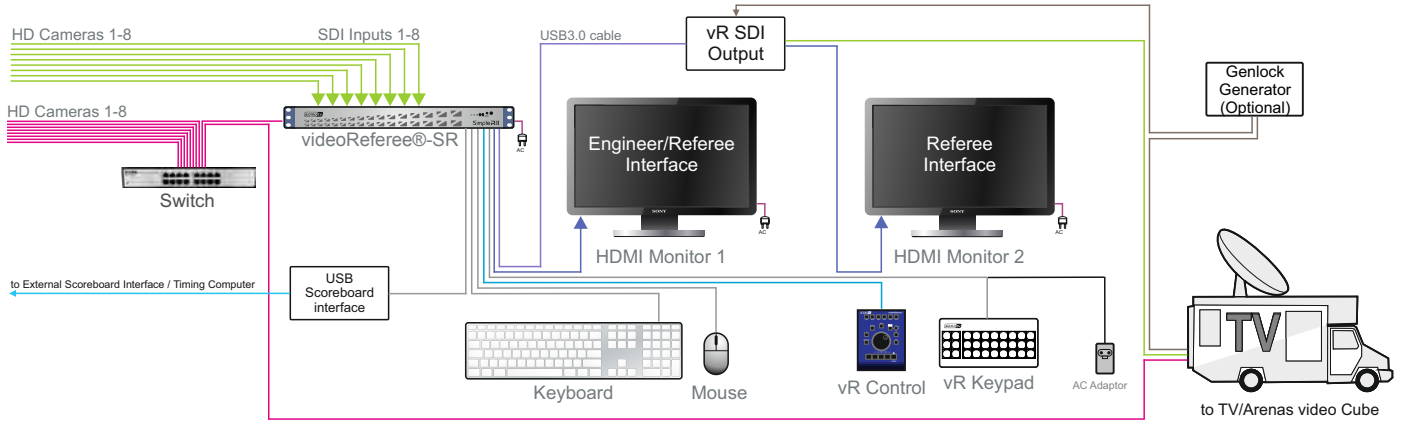 HD Cameras 1-8
SDI Inputs 1-8
USB3.0 cable
vR SDI
Output
Genlock
Generator
(Optional)
HD Cameras 1-8
SimpleR
videoReferee®-SR
AC
Engineer/Referee
Interface
Referee
Interface
Switch
SONY
AC
SONY
AC
HDMI Monitor 1
HDMI Monitor 2
to External Scoreboard Interface / Timing Computer
USB
Scoreboard
interface
TV
Keyboard
Mouse
vR Control
vR Keypad
AC Adaptor
to TV/Arenas video Cube